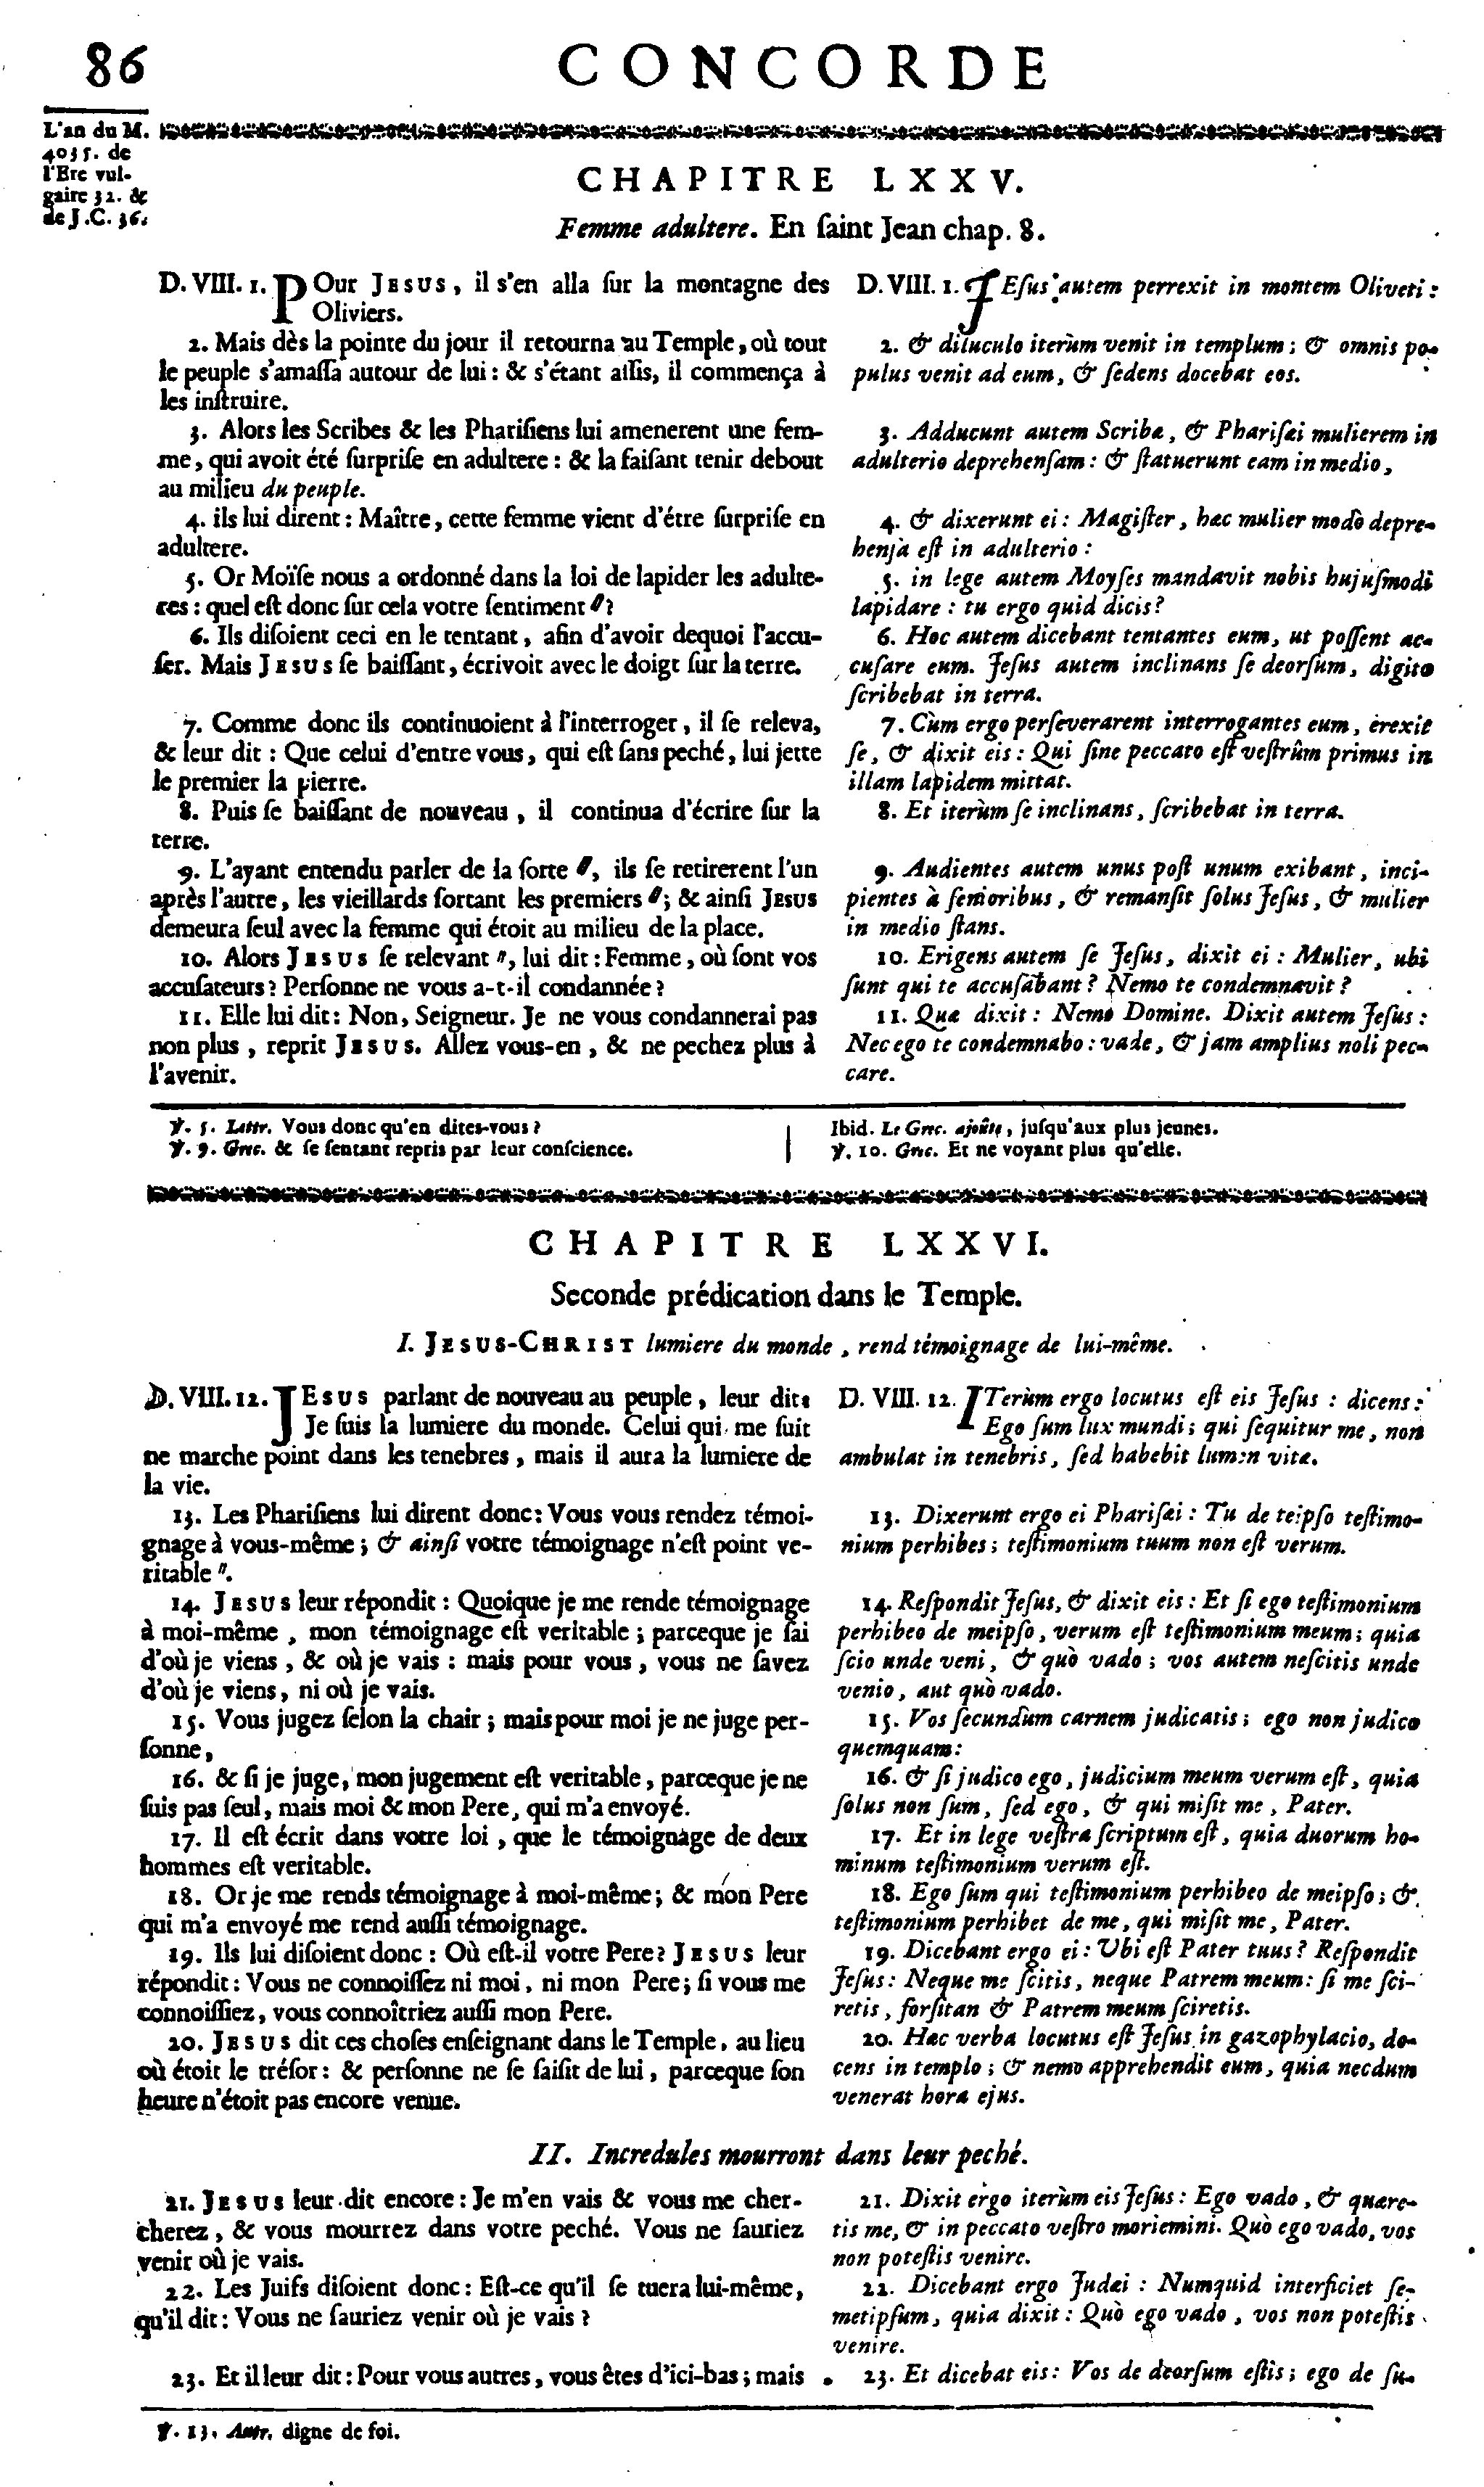 86
CONCORDE
L'an du M.
4035. de
l'Ere vul-
gaire 32. &
de J.C. 36.
CHAPITRE LXXV.
Femme adultere. En ſaint Jean chap. 8.
D. VIII. 1. POur JESUS, il s'en alla ſur la montagne des
Oliviers.
2. Mais dès la pointe du jour il retourna au Temple, où tout
le peuple s'amaſſa autour de lui : & s'étant aſſis, il commença à
les inſtruire.
3. Alors les Scribes & les Phariſiens lui amenerent une fem-
me, qui avoit été ſurpriſe en adultere : & la faiſant tenir debout
au milieu du peuple.
4. ils lui dirent : Maître, cette femme vient d'étre ſurpriſe en
adultere.
5. Or Moïſe nous a ordonné dans la loi de lapider les adulte-
res : quel eſt donc ſur cela votre ſentiment " ?
6. Ils diſoient ceci en le tentant, afin d'avoir dequoi l'accu-
ſer. Mais JESUS ſe baiſſant, écrivoit avec le doigt ſur la terre.
7. Comme donc ils continuoient à l'interroger, il ſe releva,
& leur dit : Que celui d'entre vous, qui eſt ſans peché, lui jette
le premier la pierre.
8. Puis ſe baiſſant de nouveau, il continua d'écrire ſur la
terre.
9. L'ayant entendu parler de la ſorte ", ils ſe retirerent l'un
après l'autre, les vieillards ſortant les premiers " ; & ainſi JESUS
demeura ſeul avec la femme qui étoit au milieu de la place.
10. Alors JESUS ſe relevant ", lui dit : Femme, où ſont vos
accuſateurs ? Perſonne ne vous a-t-il condannée ?
11. Elle lui dit : Non, Seigneur. Je ne vous condannerai pas
non plus, reprit JESUS. Allez vous-en, & ne pechez plus à
l'avenir.
D. VIII. 1. JEſus autem perrexit in montem Oliveti :
2. & diluculo iterùm venit in templum ; & omnis po-
pulus venit ad eum, & ſedens docebat eos.
3. Adducunt autem Scribæ, & Phariſæi mulierem in
adulterio deprehenſam : & ſtatuerunt eam in medio,
4. & dixerunt ei : Magiſter, hæc mulier modò depre-
henſa eſt in adulterio :
5. in lege autem Moyſes mandavit nobis hujuſmodi
lapidare : tu ergo quid dicis ?
6. Hoc autem dicebant tentantes eum, ut poſſent ac-
cuſare eum. Jeſus autem inclinans ſe deorſum, digito
ſcribebat in terra.
7. Cùm ergo perſeverarent interrogantes eum, erexit
ſe, & dixit eis : Qui ſine peccato eſt veſtrûm primus in
illam lapidem mittat.
8. Et iterùm ſe inclinans, ſcribebat in terra.
9. Audientes autem unus poſt unum exibant, inci-
pientes à ſenioribus, & remanſit ſolus Jeſus, & mulier
in medio ſtans.
10. Erigens autem ſe Jeſus, dixit ei : Mulier, ubi
ſunt qui te accuſabant ? Nemo te condemnavit ?
11. Quæ dixit : Nemo Domine. Dixit autem Jeſus :
Nec ego te condemnabo : vade, & jam amplius noli pec-
care.
℣. 5. Lettr. Vous donc qu'en dites-vous ?
℣. 9. Grec. & ſe ſentant repris par leur conſcience.
Ibid. Le Grec. ajoûte, juſqu'aux plus jeunes.
℣. 10. Grec. Et ne voyant plus qu'elle.
CHAPITRE LXXVI.
Seconde prédication dans le Temple.
I. JESUS-CHRIST lumiere du monde, rend témoignage de lui-même.
D. VIII. 12. JESUS parlant de nouveau au peuple, leur dit :
Je ſuis la lumiere du monde. Celui qui me ſuit
ne marche point dans les tenebres, mais il aura la lumiere de
la vie.
13. Les Phariſiens lui dirent donc : Vous vous rendez témoi-
gnage à vous-même ; & ainſi votre témoignage n'eſt point ve-
ritable ".
14. JESUS leur répondit : Quoique je me rende témoignage
à moi-même, mon témoignage eſt veritable ; parceque je ſai
d'où je viens, & où je vais : mais pour vous, vous ne ſavez
d'où je viens, ni où je vais.
15. Vous jugez ſelon la chair ; mais pour moi je ne juge per-
ſonne,
16. & ſi je juge, mon jugement eſt veritable, parceque je ne
ſuis pas ſeul, mais moi & mon Pere, qui m'a envoyé.
17. Il eſt écrit dans votre loi, que le témoignage de deux
hommes eſt veritable.
18. Or je me rends témoignage à moi-même ; & mon Pere
qui m'a envoyé me rend auſſi témoignage.
19. Ils lui diſoient donc : Où eſt-il votre Pere ? JESUS leur
répondit : Vous ne connoiſſez ni moi, ni mon Pere ; ſi vous me
connoiſſiez, vous connoîtriez auſſi mon Pere.
20. JESUS dit ces choſes enſeignant dans le Temple, au lieu
où étoit le tréſor : & perſonne ne ſe ſaiſit de lui, parceque ſon
heure n'étoit pas encore venue.
D. VIII. 12. ITerùm ergo locutus eſt eis Jeſus : dicens :
Ego ſum lux mundi ; qui ſequitur me, non
ambulat in tenebris, ſed habebit lumen vitæ.
13. Dixerunt ergo ei Phariſæi : Tu de teipſo teſtimo-
nium perhibes ; teſtimonium tuum non eſt verum.
14. Reſpondit Jeſus, & dixit eis : Et ſi ego teſtimonium
perhibeo de meipſo, verum eſt teſtimonium meum ; quia
ſcio unde veni, & quò vado ; vos autem neſcitis unde
venio, aut quò vado.
15. Vos ſecundum carnem judicatis ; ego non judico
quemquam :
16. & ſi judico ego, judicium meum verum eſt, quia
ſolus non ſum, ſed ego, & qui miſit me, Pater.
17. Et in lege veſtra ſcriptum eſt, quia duorum ho-
minum teſtimonium verum eſt.
18. Ego ſum qui teſtimonium perhibeo de meipſo ; &
teſtimonium perhibet de me, qui miſit me, Pater.
19. Dicebant ergo ei : Ubi eſt Pater tuus ? Reſpondit
Jeſus : Neque me ſcitis, neque Patrem meum : ſi me ſci-
retis, forſitan & Patrem meum ſciretis.
20. Hæc verba locutus eſt Jeſus in gazophylacio, do-
cens in templo ; & nemo apprehendit eum, quia necdum
venerat hora ejus.
II. Incredules mourront dans leur peché.
21. JESUS leur dit encore : Je m'en vais & vous me cher-
cherez, & vous mourrez dans votre peché. Vous ne ſauriez
venir où je vais.
22. Les Juifs diſoient donc : Eſt-ce qu'il ſe tuera lui-même,
qu'il dit : Vous ne ſauriez venir où je vais ?
23. Et il leur dit : Pour vous autres, vous êtes d'ici-bas ; mais
21. Dixit ergo iterùm eis Jeſus : Ego vado, & quære-
tis me, & in peccato veſtro moriemini. Quò ego vado, vos
non poteſtis venire.
22. Dicebant ergo Judæi : Numquid interficiet ſe-
metipſum, quia dixit : Quò ego vado, vos non poteſtis
venire.
23. Et dicebat eis : Vos de deorſum eſtis ; ego de ſu-
℣. 13. Autr. digne de foi.